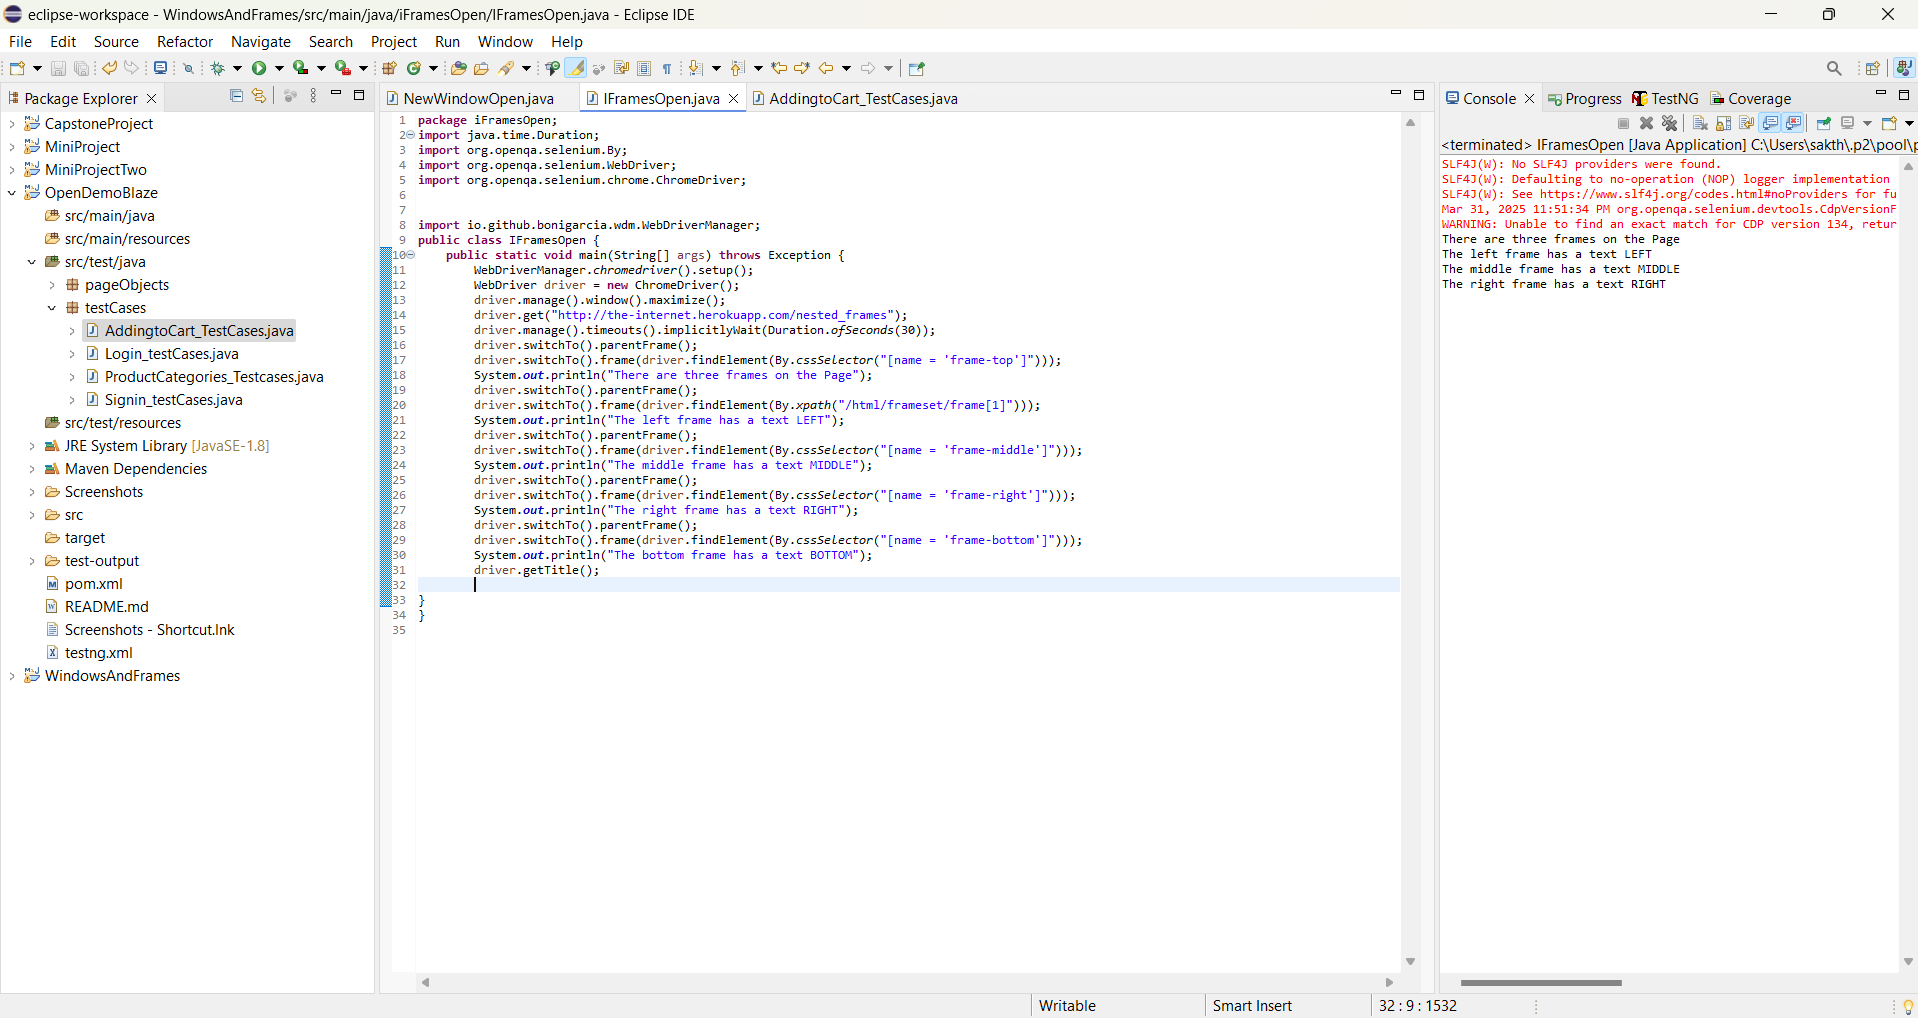 eclipse-workspace - WindowsAndFrames/src/main/java/iFramesOpen/IFramesOpen.java - Eclipse IDE
File Edit Source Refactor Navigate Search Project Run Window Help
Package Explorer
CapstoneProject
MiniProject
MiniProjectTwo
OpenDemoBlaze
src/main/java
src/main/resources
src/test/java
pageObjects
testCases
AddingtoCart_TestCases.java
Login_testCases.java
ProductCategories_Testcases.java
Signin_testCases.java
src/test/resources
JRE System Library [JavaSE-1.8]
Maven Dependencies
Screenshots
src
target
test-output
pom.xml
README.md
Screenshots - Shortcut.lnk
testng.xml
WindowsAndFrames
NewWindowOpen.java IFramesOpen.java AddingtoCart_TestCases.java
1 package iFramesOpen;
2 import java.time.Duration;
3 import org.openqa.selenium.By;
4 import org.openqa.selenium.WebDriver;
5 import org.openqa.selenium.chrome.ChromeDriver;
6
7
8 import io.github.bonigarcia.wdm.WebDriverManager;
9 public class IFramesOpen {
10 public static void main(String[] args) throws Exception {
11 WebDriverManager.chromedriver().setup();
12 WebDriver driver = new ChromeDriver();
13 driver.manage().window().maximize();
14 driver.get("http://the-internet.herokuapp.com/nested_frames");
15 driver.manage().timeouts().implicitlyWait(Duration.ofSeconds(30));
16 driver.switchTo().parentFrame();
17 driver.switchTo().frame(driver.findElement(By.cssSelector("[name = 'frame-top']")));
18 System.out.println("There are three frames on the Page");
19 driver.switchTo().parentFrame();
20 driver.switchTo().frame(driver.findElement(By.xpath("/html/frameset/frame[1]")));
21 System.out.println("The left frame has a text LEFT");
22 driver.switchTo().parentFrame();
23 driver.switchTo().frame(driver.findElement(By.cssSelector("[name = 'frame-middle']")));
24 System.out.println("The middle frame has a text MIDDLE");
25 driver.switchTo().parentFrame();
26 driver.switchTo().frame(driver.findElement(By.cssSelector("[name = 'frame-right']")));
27 System.out.println("The right frame has a text RIGHT");
28 driver.switchTo().parentFrame();
29 driver.switchTo().frame(driver.findElement(By.cssSelector("[name = 'frame-bottom']")));
30 System.out.println("The bottom frame has a text BOTTOM");
31 driver.getTitle();
32
33 }
34 }
35
Console Progress TestNG Coverage
<terminated> IFramesOpen [Java Application] C:\Users\sakth\.p2\pool\p
SLF4J(W): No SLF4J providers were found.
SLF4J(W): Defaulting to no-operation (NOP) logger implementation
SLF4J(W): See https://www.slf4j.org/codes.html#noProviders for fu
Mar 31, 2025 11:51:34 PM org.openqa.selenium.devtools.CdpVersionF
WARNING: Unable to find an exact match for CDP version 134, retur
There are three frames on the Page
The left frame has a text LEFT
The middle frame has a text MIDDLE
The right frame has a text RIGHT
Writable Smart Insert 32 : 9 : 1532